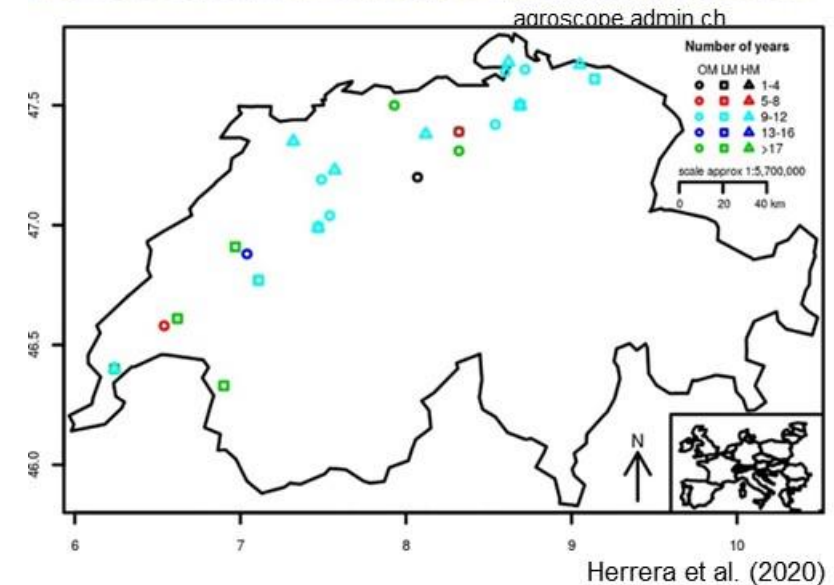 agroscope.admin.ch
Number of years
OM LM HM
1-4
5-8
9-12
13-16
>17
scale approx 1:5,700,000
0 20 40 km
47.5
47.0
46.5
46.0
N
6 7 8 9 10
Herrera et al. (2020)